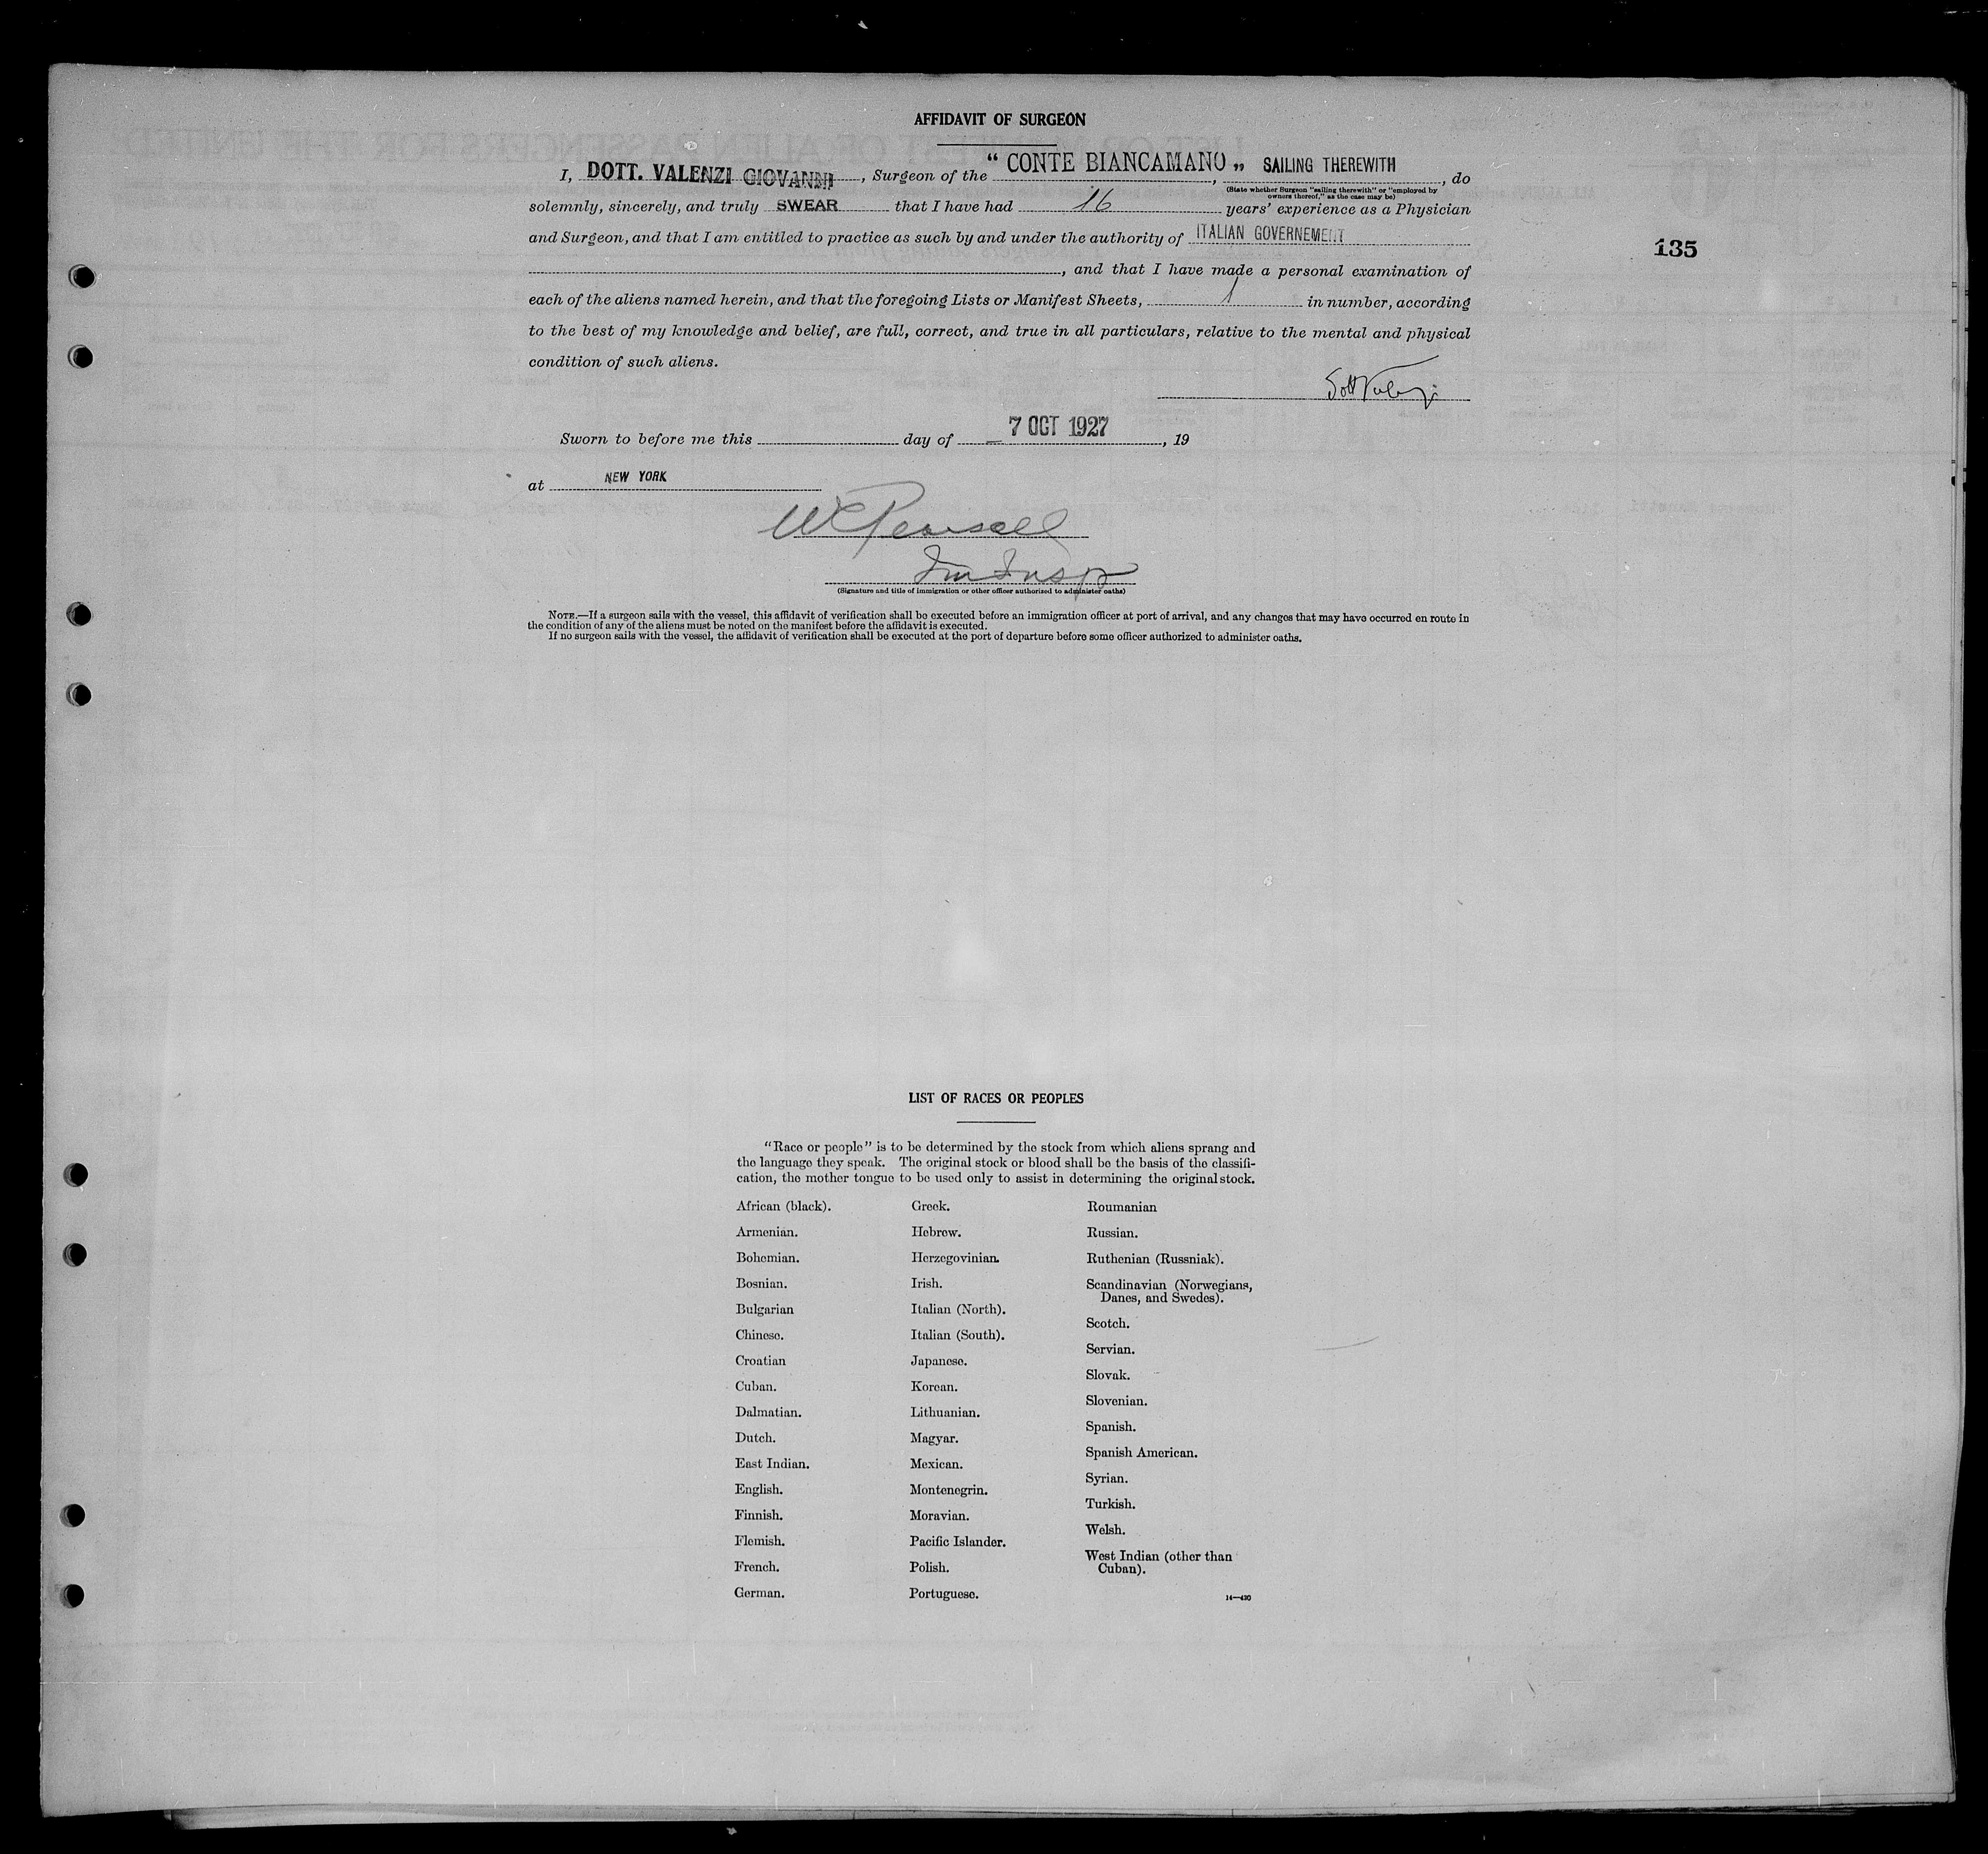 AFFIDAVIT OF SURGEON
I, DOTT. VALENZI GIOVANNI, Surgeon of the "CONTE BIANCAMANO", SAILING THEREWITH, do
(State whether Surgeon "sailing therewith" or "employed by
owners thereof," as the case may be)
solemnly, sincerely, and truly SWEAR that I have had 16 years' experience as a Physician
and Surgeon, and that I am entitled to practice as such by and under the authority of ITALIAN GOVERNEMENT
135
, and that I have made a personal examination of
each of the aliens named herein, and that the foregoing Lists or Manifest Sheets, 1 in number, according
to the best of my knowledge and belief, are full, correct, and true in all particulars, relative to the mental and physical
condition of such aliens.
Dott Valenzi
Sworn to before me this day of 7 OCT 1927, 19
at NEW YORK
(Signature and title of immigration or other officer authorized to administer oaths)
NOTE.—If a surgeon sails with the vessel, this affidavit of verification shall be executed before an immigration officer at port of arrival, and any changes that may have occurred en route in
the condition of any of the aliens must be noted on the manifest before the affidavit is executed.
If no surgeon sails with the vessel, the affidavit of verification shall be executed at the port of departure before some officer authorized to administer oaths.
LIST OF RACES OR PEOPLES
"Race or people" is to be determined by the stock from which aliens sprang and
the language they speak. The original stock or blood shall be the basis of the classifi-
cation, the mother tongue to be used only to assist in determining the original stock.
African (black).
Armenian.
Bohemian.
Bosnian.
Bulgarian
Chinese.
Croatian
Cuban.
Dalmatian.
Dutch.
East Indian.
English.
Finnish.
Flemish.
French.
German.
Greek.
Hebrew.
Herzegovinian.
Irish.
Italian (North).
Italian (South).
Japanese.
Korean.
Lithuanian.
Magyar.
Mexican.
Montenegrin.
Moravian.
Pacific Islander.
Polish.
Portuguese.
Roumanian
Russian.
Ruthenian (Russniak).
Scandinavian (Norwegians,
Danes, and Swedes).
Scotch.
Servian.
Slovak.
Slovenian.
Spanish.
Spanish American.
Syrian.
Turkish.
Welsh.
West Indian (other than
Cuban).
14—420